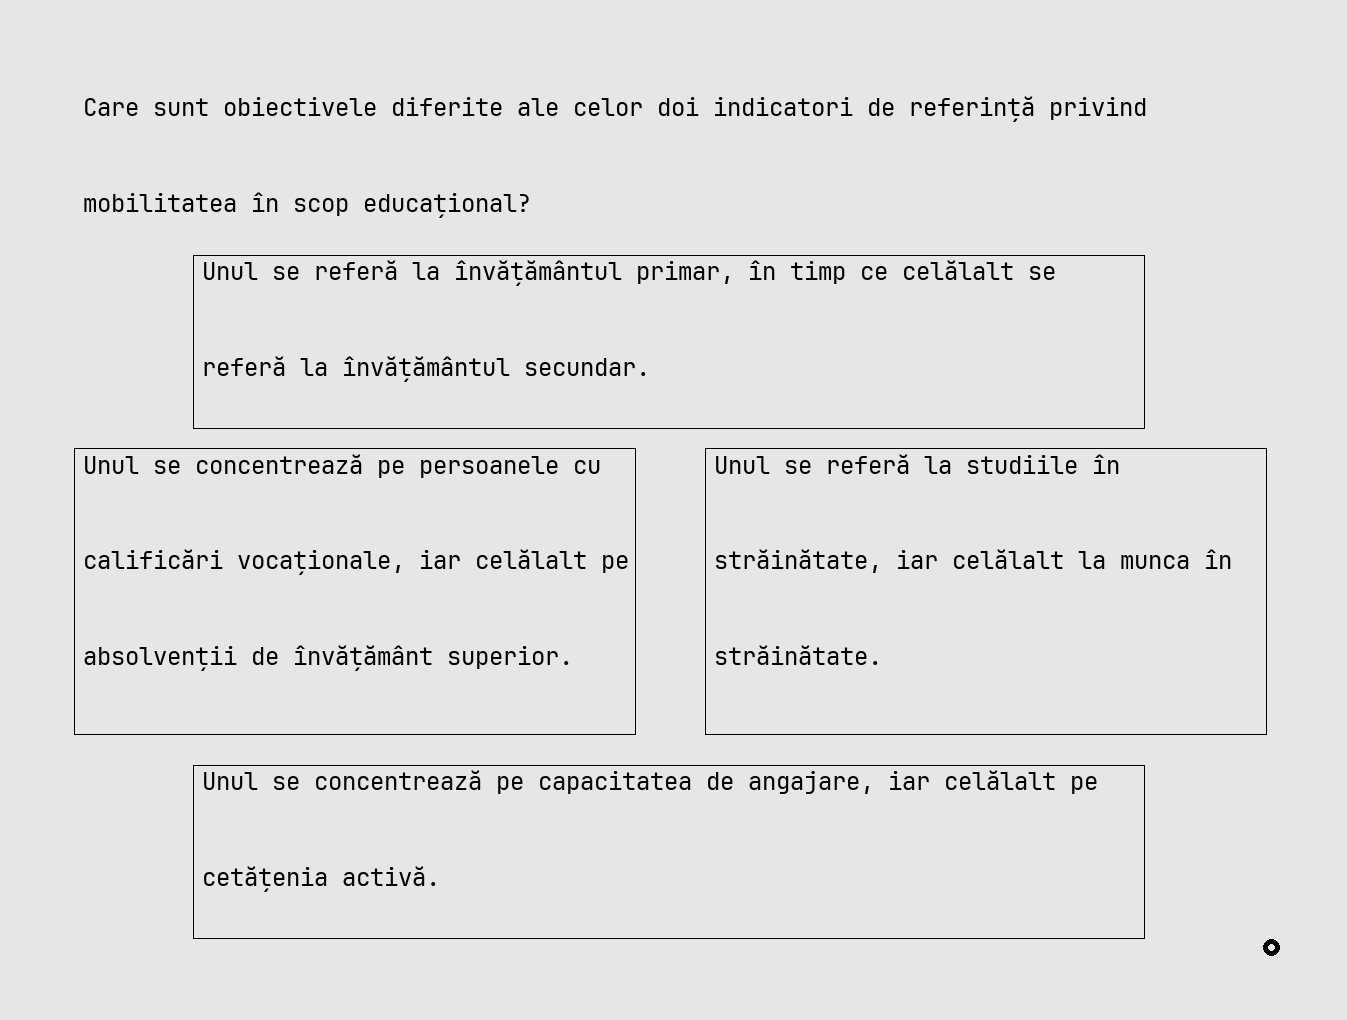 Care sunt obiectivele diferite ale celor doi indicatori de referință privind
mobilitatea în scop educațional?
Unul se referă la învățământul primar, în timp ce celălalt se
referă la învățământul secundar.
Unul se concentrează pe persoanele cu
calificări vocaționale, iar celălalt pe
absolvenții de învățământ superior.
Unul se referă la studiile în
străinătate, iar celălalt la munca în
străinătate.
Unul se concentrează pe capacitatea de angajare, iar celălalt pe
cetățenia activă.